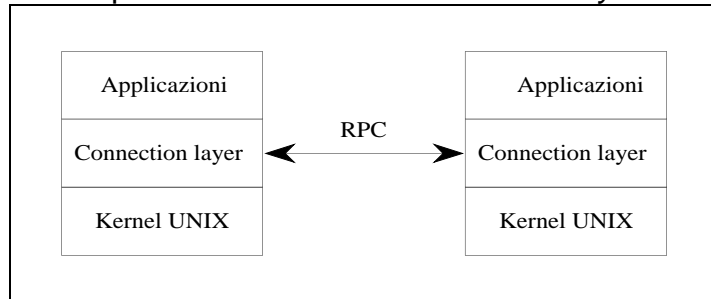 Applicazioni
Applicazioni
RPC
Connection layer
Connection layer
Kernel UNIX
Kernel UNIX